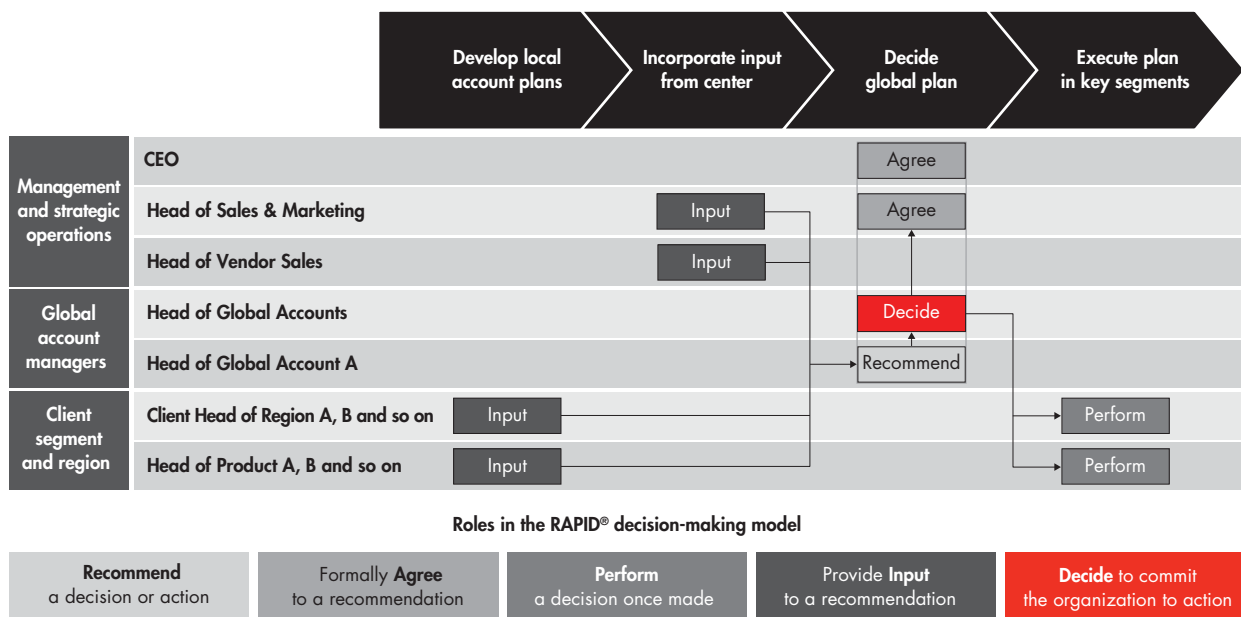 Develop local
account plans
Incorporate input
from center
Decide
global plan
Execute plan
in key segments
Management
and strategic
operations
CEO
Agree
Head of Sales & Marketing
Input
Agree
Head of Vendor Sales
Input
Global
account
managers
Head of Global Accounts
Decide
Head of Global Account A
Recommend
Client
segment
and region
Client Head of Region A, B and so on
Input
Perform
Head of Product A, B and so on
Input
Perform
Roles in the RAPID® decision-making model
Recommend
a decision or action
Formally Agree
to a recommendation
Perform
a decision once made
Provide Input
to a recommendation
Decide to commit
the organization to action